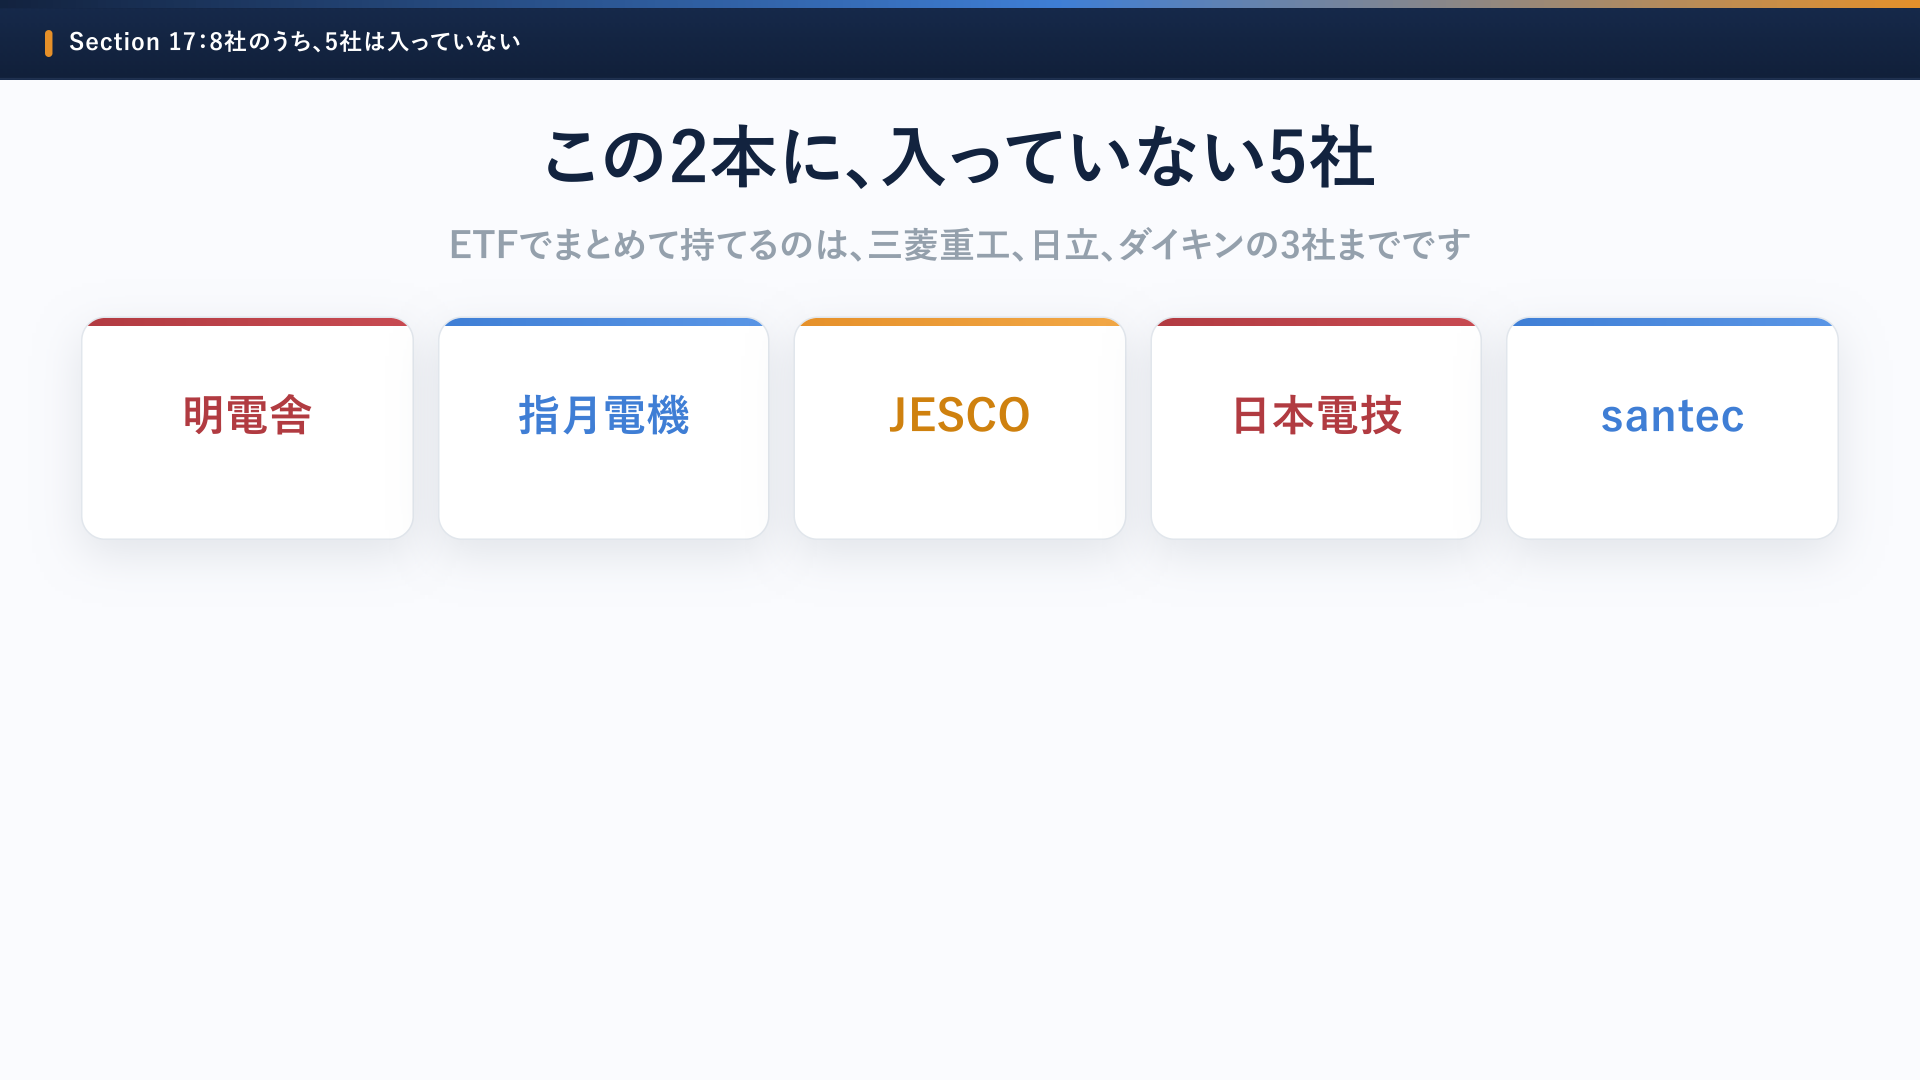 Section 17：8社のうち、5社は入っていない
この2本に、入っていない5社
ETFでまとめて持てるのは、三菱重工、日立、ダイキンの3社までです
明電舎
指月電機
JESCO
日本電技
santec